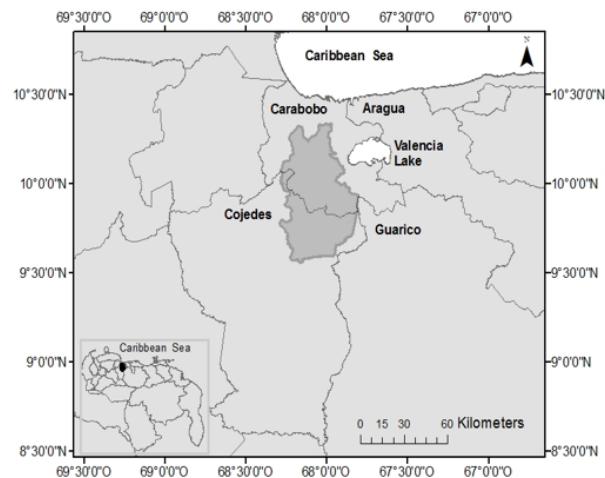 69°30'0"W 69°0'0"W 68°30'0"W 68°0'0"W 67°30'0"W 67°0'0"W
N
Caribbean Sea
10°30'0"N 10°30'0"N
Carabobo Aragua
Valencia
Lake
10°0'0"N 10°0'0"N
Cojedes
Guarico
9°30'0"N 9°30'0"N
Caribbean Sea
9°0'0"N 9°0'0"N
0 15 30 60 Kilometers
8°30'0"N 8°30'0"N
69°30'0"W 69°0'0"W 68°30'0"W 68°0'0"W 67°30'0"W 67°0'0"W